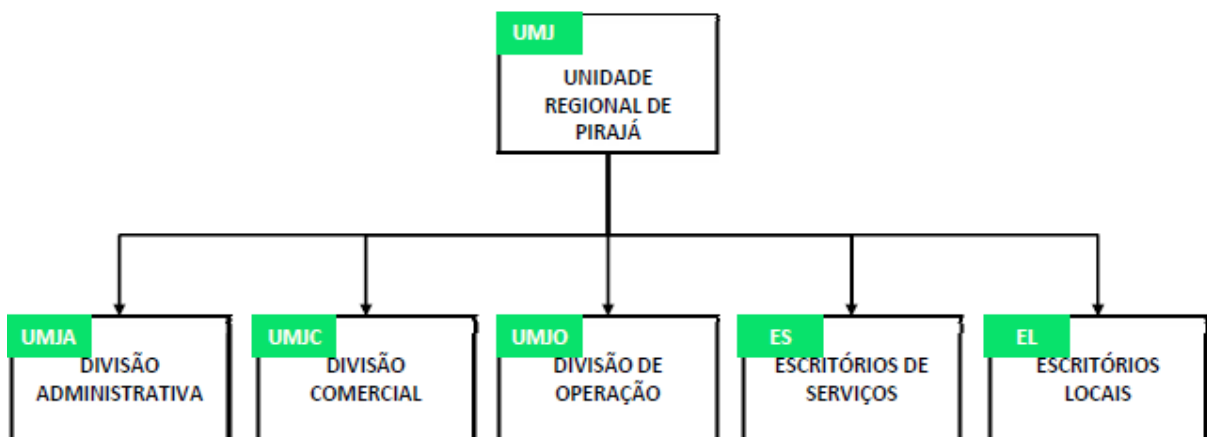 UMJ
UNIDADE
REGIONAL DE
PIRAJÁ
UMJA
DIVISÃO
ADMINISTRATIVA
UMJC
DIVISÃO
COMERCIAL
UMJO
DIVISÃO DE
OPERAÇÃO
ES
ESCRITÓRIOS DE
SERVIÇOS
EL
ESCRITÓRIOS
LOCAIS